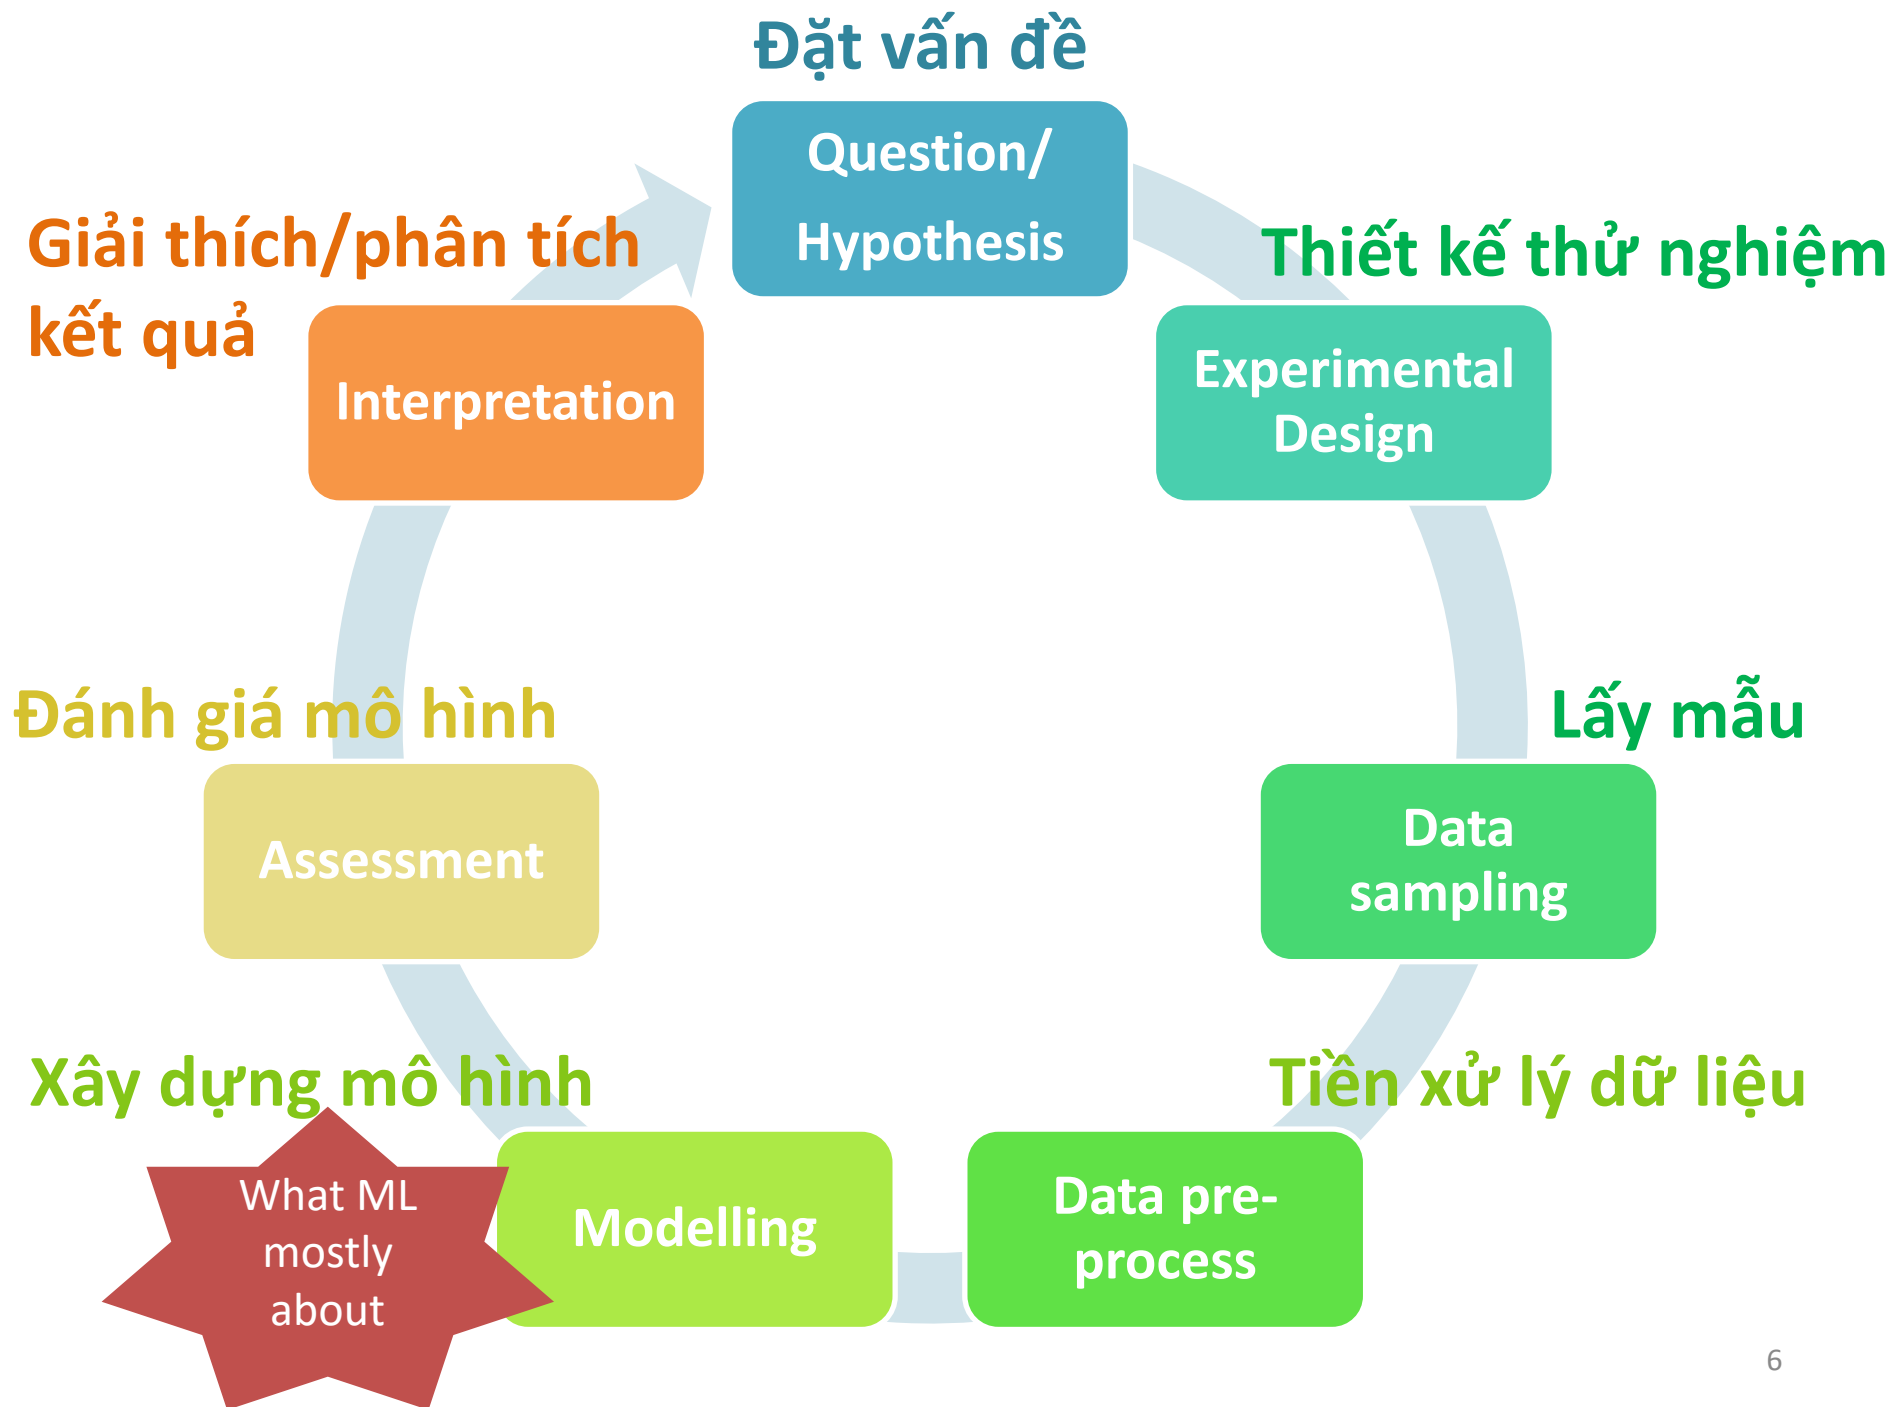 Đặt vấn đề
Question/
Hypothesis
Thiết kế thử nghiệm
Experimental
Design
Lấy mẫu
Data
sampling
Tiền xử lý dữ liệu
Data pre-
process
Xây dựng mô hình
Modelling
What ML
mostly
about
Đánh giá mô hình
Assessment
Giải thích/phân tích
kết quả
Interpretation
6